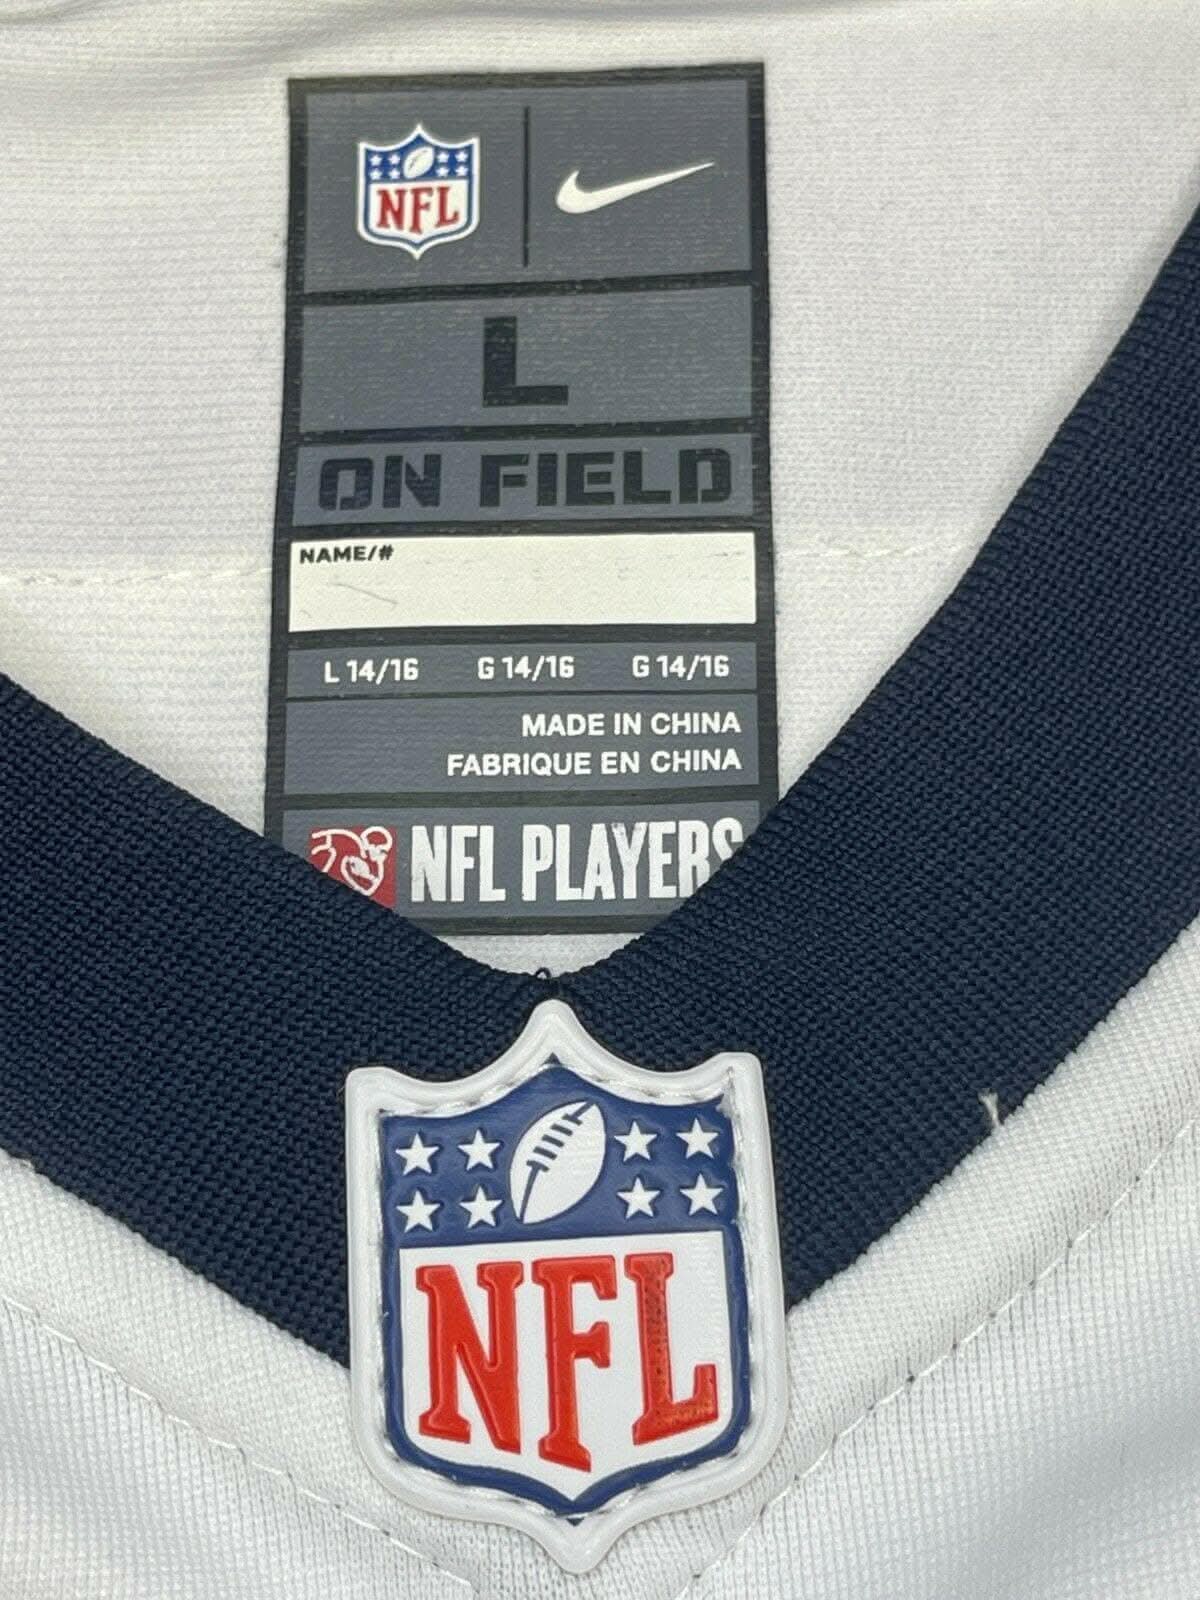 NFL
L
ON FIELD
NAME/#
L 14/16 G 14/16 G 14/16
MADE IN CHINA
FABRIQUE EN CHINA
NFL PLAYERS
NFL